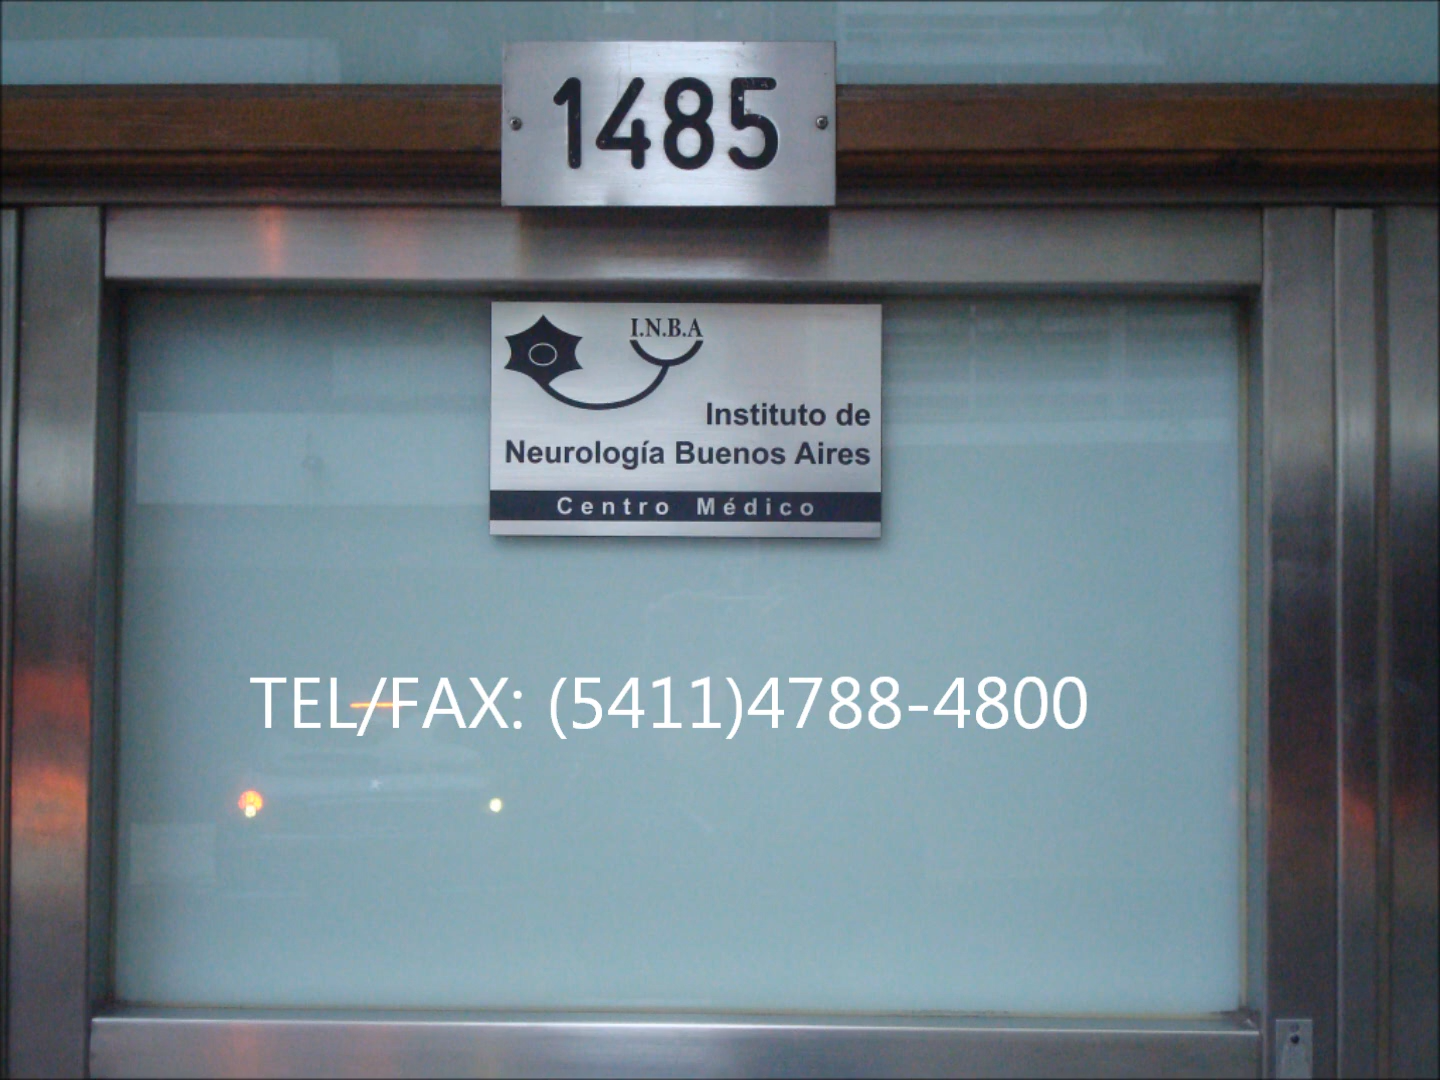 1485
I.N.B.A
Instituto de
Neurología Buenos Aires
Centro Médico
TEL/FAX: (5411)4788-4800